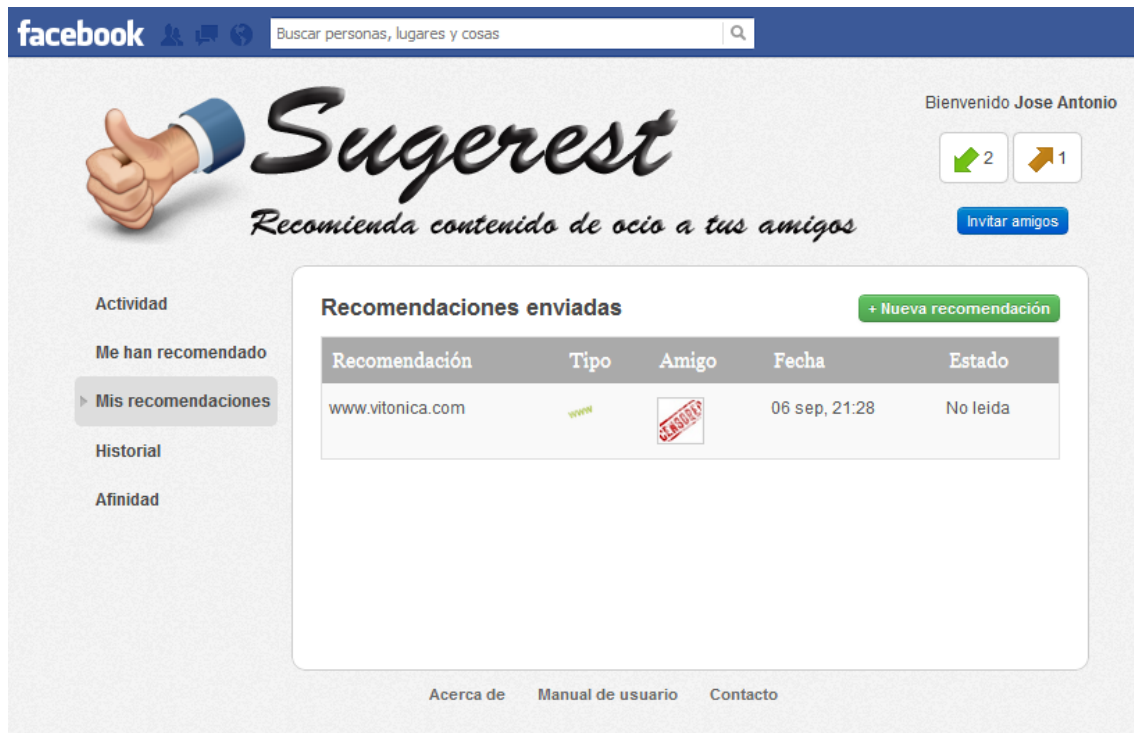 facebook Buscar personas, lugares y cosas
Sugerest
Recomienda contenido de ocio a tus amigos
Bienvenido Jose Antonio
2 1
Invitar amigos
Actividad
Me han recomendado
Mis recomendaciones
Historial
Afinidad
Recomendaciones enviadas + Nueva recomendación
Recomendación Tipo Amigo Fecha Estado
www.vitonica.com www CENSORED 06 sep, 21:28 No leida
Acerca de Manual de usuario Contacto